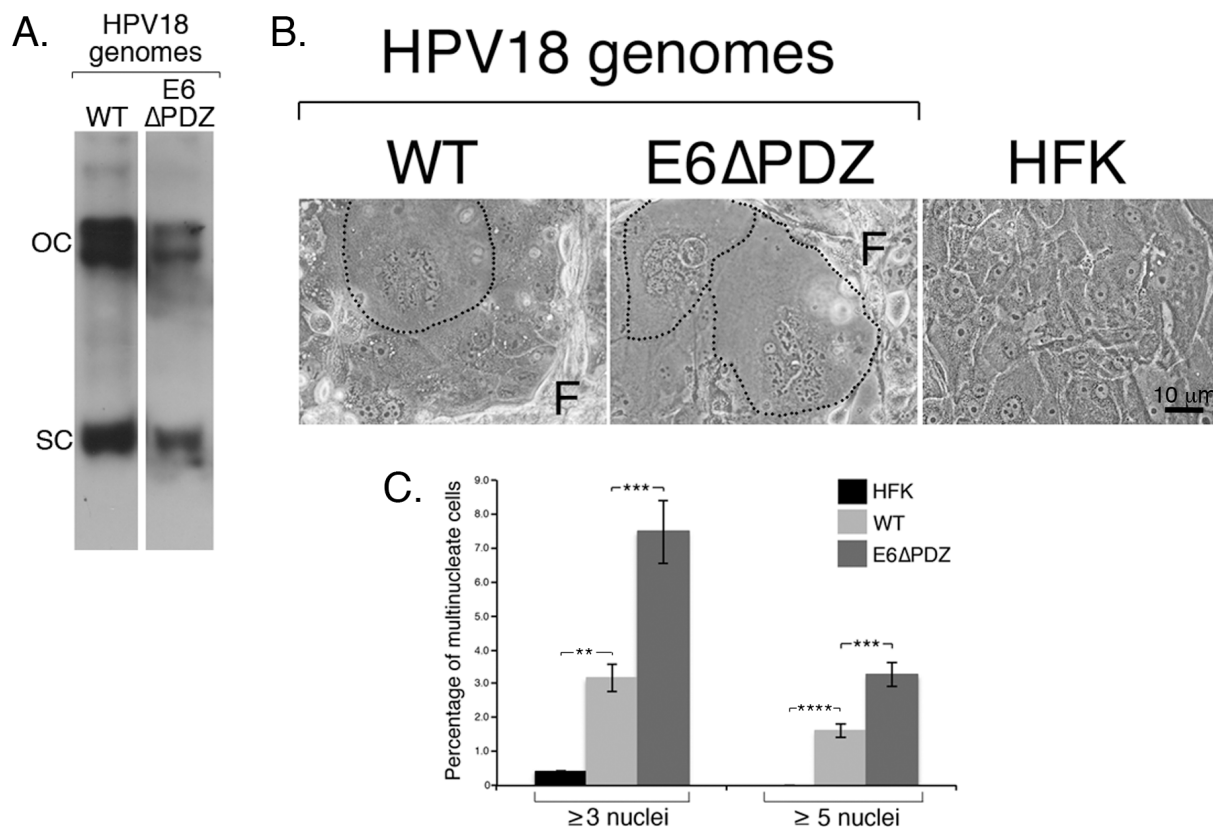 A.
HPV18
genomes
WT
E6
ΔPDZ
OC
SC
B.
HPV18 genomes
WT
E6ΔPDZ
HFK
F
F
10 μm
C.
Percentage of multinucleate cells
9.0
8.0
7.0
6.0
5.0
4.0
3.0
2.0
1.0
0
**
***
****
***
HFK
WT
E6ΔPDZ
≥3 nuclei
≥ 5 nuclei